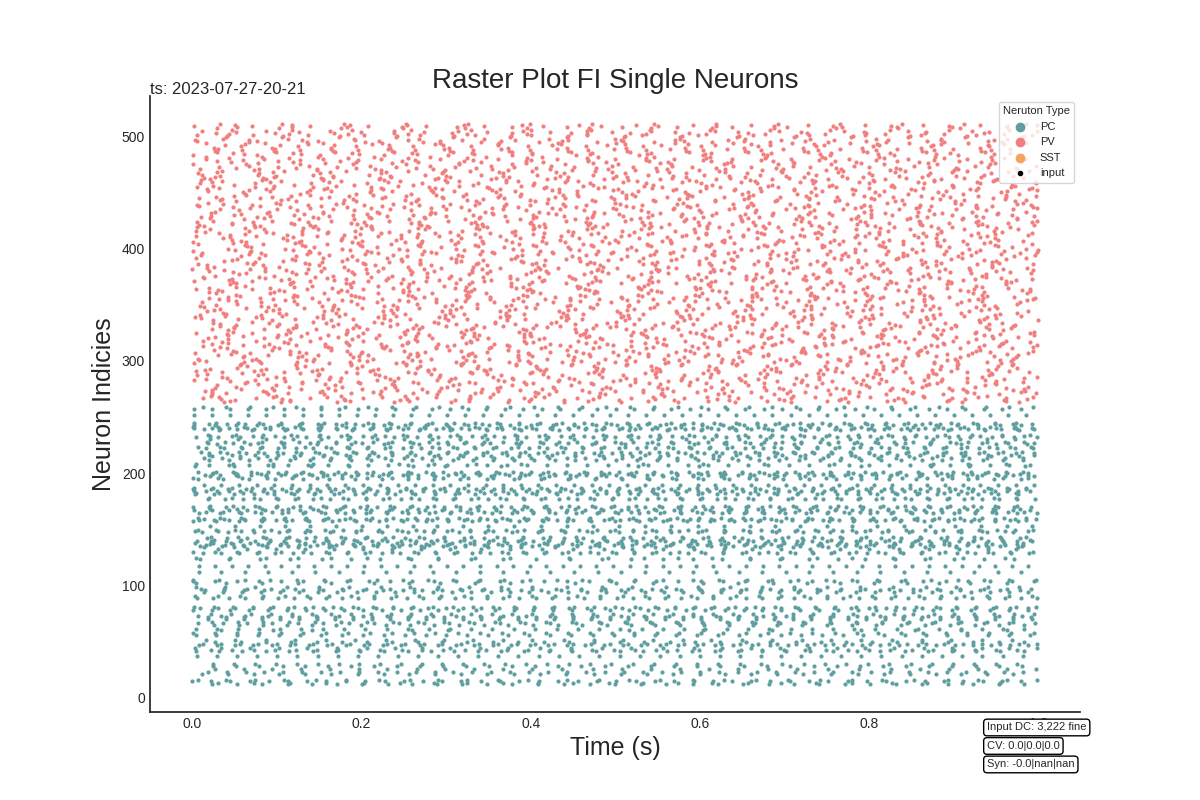 Raster Plot FI Single Neurons
ts: 2023-07-27-20-21
Neruton Type
PC
PV
SST
input
500
400
300
200
100
0
Neuron Indicies
0.0 0.2 0.4 0.6 0.8
Time (s)
Input DC: 3,222 fine
CV: 0.0|0.0|0.0
Syn: -0.0|nan|nan